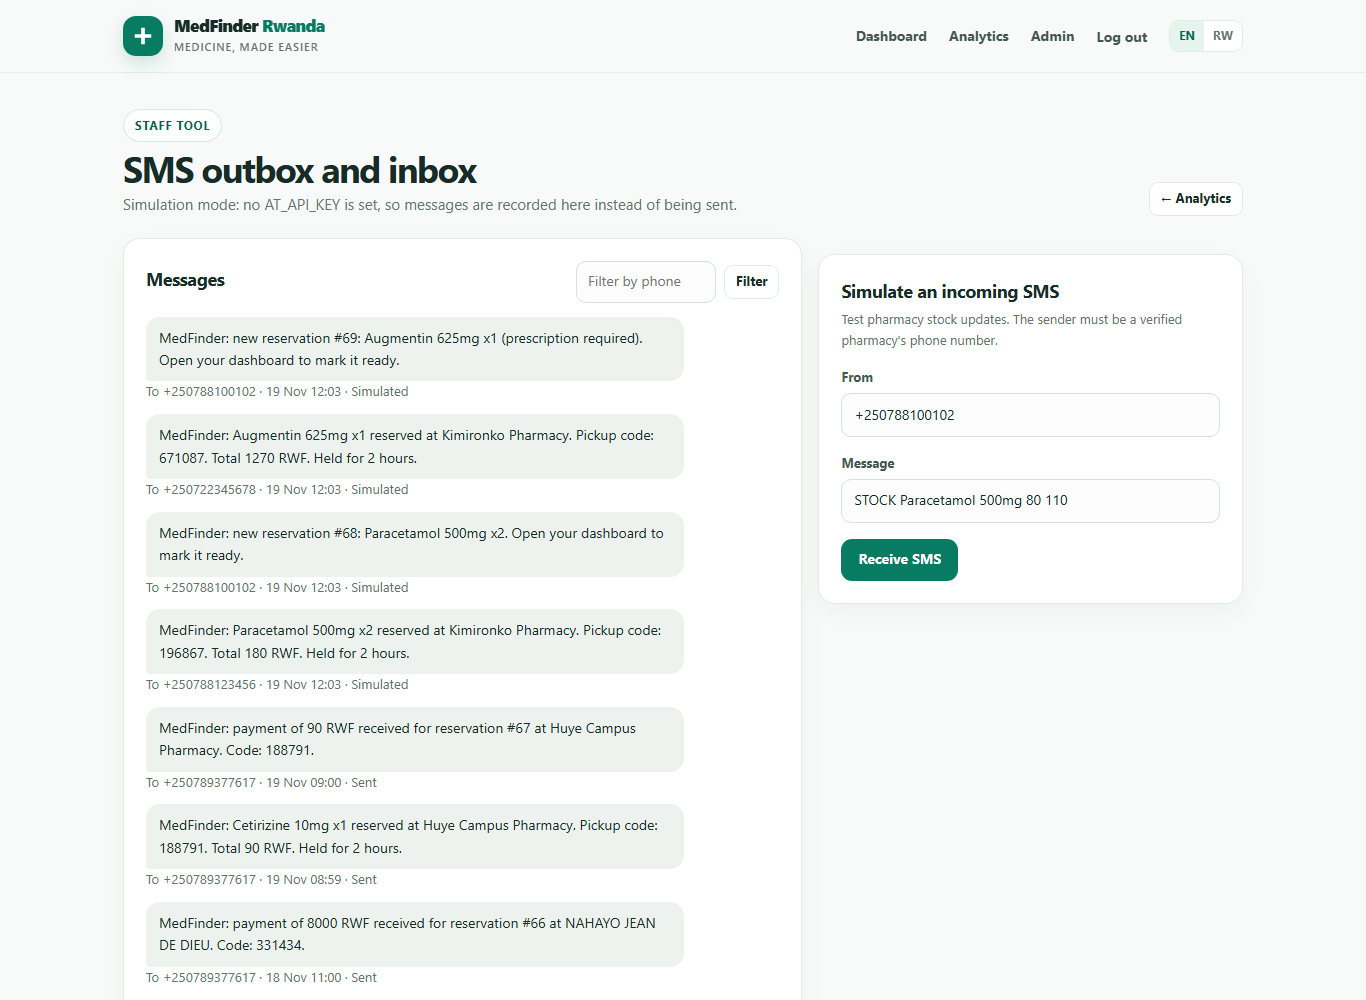 MedFinder Rwanda
MEDICINE, MADE EASIER
Dashboard
Analytics
Admin
Log out
EN
RW
STAFF TOOL
SMS outbox and inbox
Simulation mode: no AT_API_KEY is set, so messages are recorded here instead of being sent.
← Analytics
Messages
Filter by phone
Filter
MedFinder: new reservation #69: Augmentin 625mg x1 (prescription required).
Open your dashboard to mark it ready.
To +250788100102 · 19 Nov 12:03 · Simulated
MedFinder: Augmentin 625mg x1 reserved at Kimironko Pharmacy. Pickup code:
671087. Total 1270 RWF. Held for 2 hours.
To +250722345678 · 19 Nov 12:03 · Simulated
MedFinder: new reservation #68: Paracetamol 500mg x2. Open your dashboard to
mark it ready.
To +250788100102 · 19 Nov 12:03 · Simulated
MedFinder: Paracetamol 500mg x2 reserved at Kimironko Pharmacy. Pickup code:
196867. Total 180 RWF. Held for 2 hours.
To +250788123456 · 19 Nov 12:03 · Simulated
MedFinder: payment of 90 RWF received for reservation #67 at Huye Campus
Pharmacy. Code: 188791.
To +250789377617 · 19 Nov 09:00 · Sent
MedFinder: Cetirizine 10mg x1 reserved at Huye Campus Pharmacy. Pickup code:
188791. Total 90 RWF. Held for 2 hours.
To +250789377617 · 19 Nov 08:59 · Sent
MedFinder: payment of 8000 RWF received for reservation #66 at NAHAYO JEAN
DE DIEU. Code: 331434.
To +250789377617 · 18 Nov 11:00 · Sent
Simulate an incoming SMS
Test pharmacy stock updates. The sender must be a verified
pharmacy's phone number.
From
+250788100102
Message
STOCK Paracetamol 500mg 80 110
Receive SMS